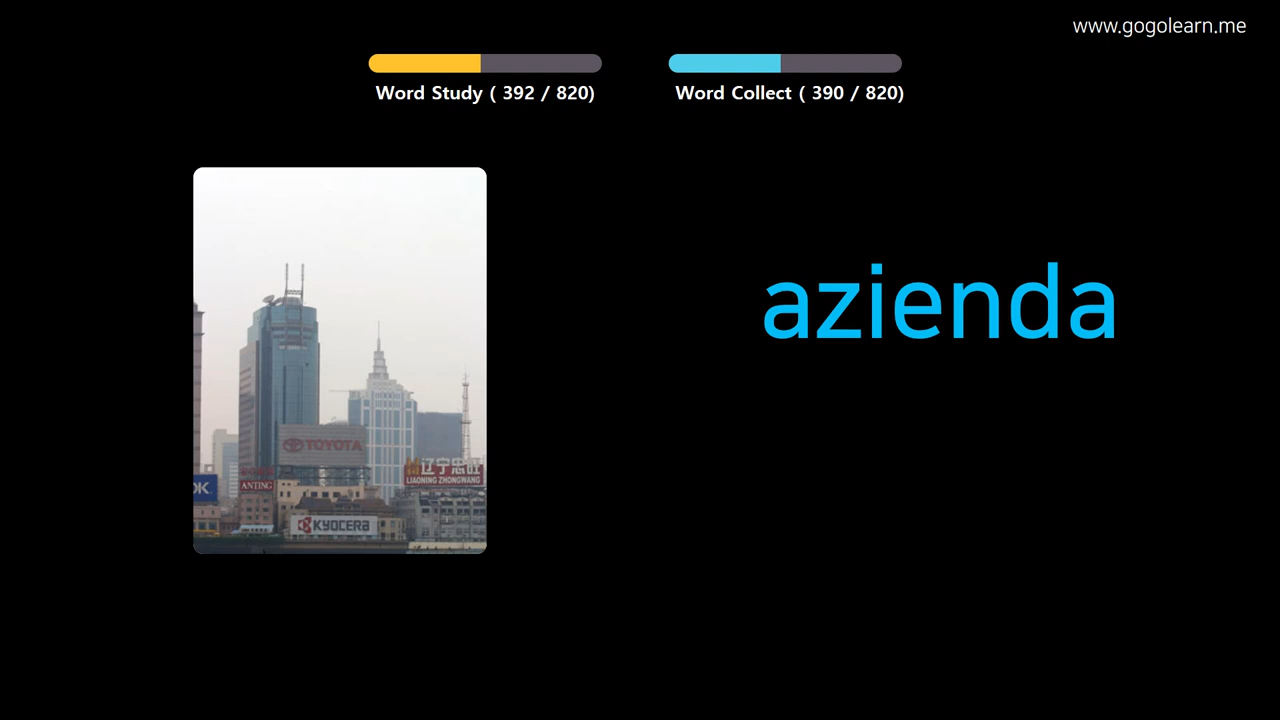 www.gogolearn.me
Word Study ( 392 / 820)
Word Collect ( 390 / 820)
azienda
TOYOTA
辽宁忠旺
LIAONING ZHONGWANG
OK
ANTING
KYOCERA